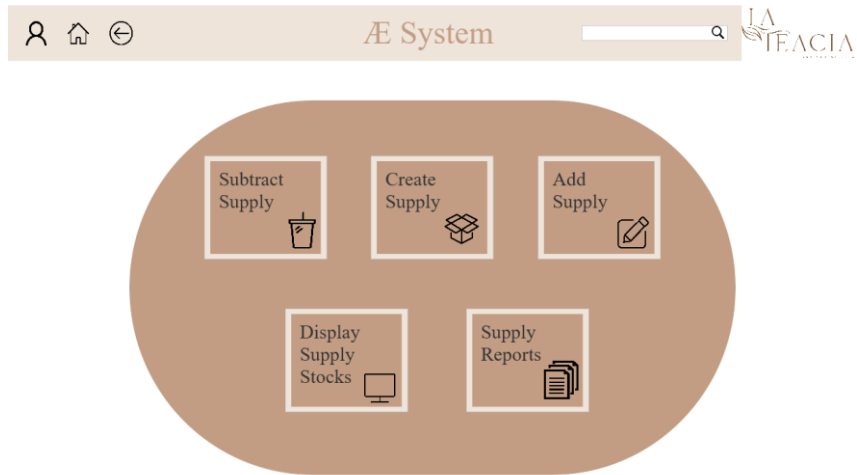 Æ System
LA
TEACIA
Subtract
Supply
Create
Supply
Add
Supply
Display
Supply
Stocks
Supply
Reports